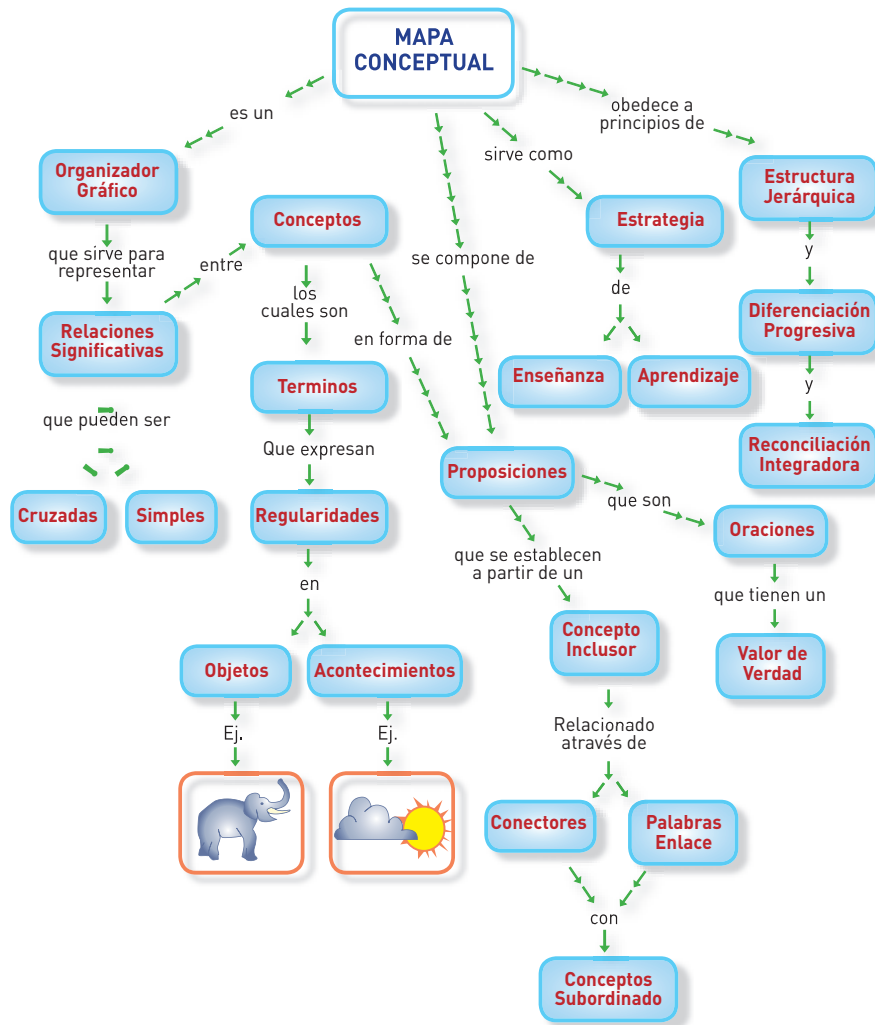 MAPA
CONCEPTUAL
es un
obedece a
principios de
sirve como
Organizador
Gráfico
Estructura
Jerárquica
Conceptos
Estrategia
que sirve para
representar
entre
se compone de
y
los
cuales son
de
Relaciones
Significativas
en forma de
Diferenciación
Progresiva
Terminos
Enseñanza
Aprendizaje
y
que pueden ser
Que expresan
Proposiciones
Reconciliación
Integradora
que son
Cruzadas
Simples
Regularidades
Oraciones
que se establecen
a partir de un
en
que tienen un
Concepto
Inclusor
Valor de
Verdad
Objetos
Acontecimientos
Ej.
Ej.
Relacionado
através de
Conectores
Palabras
Enlace
con
Conceptos
Subordinado